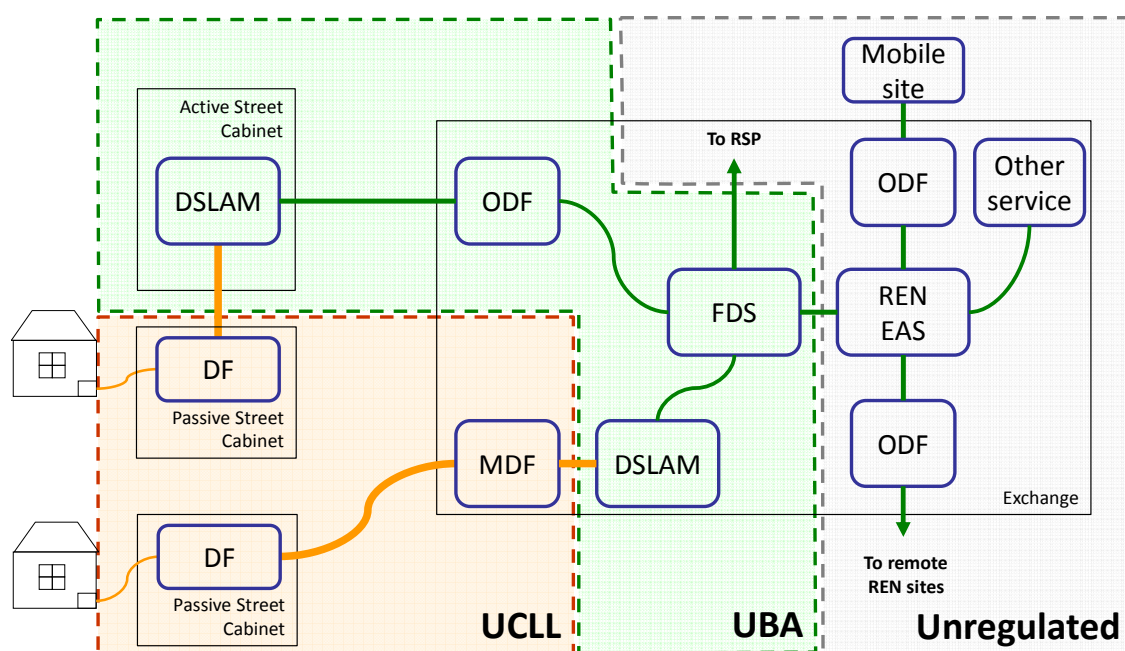 Mobile
site
Active Street
Cabinet
To RSP
DSLAM
ODF
ODF
Other
service
FDS
REN
EAS
DF
Passive Street
Cabinet
MDF
DSLAM
ODF
Exchange
DF
To remote
REN sites
Passive Street
Cabinet
UCLL
UBA
Unregulated